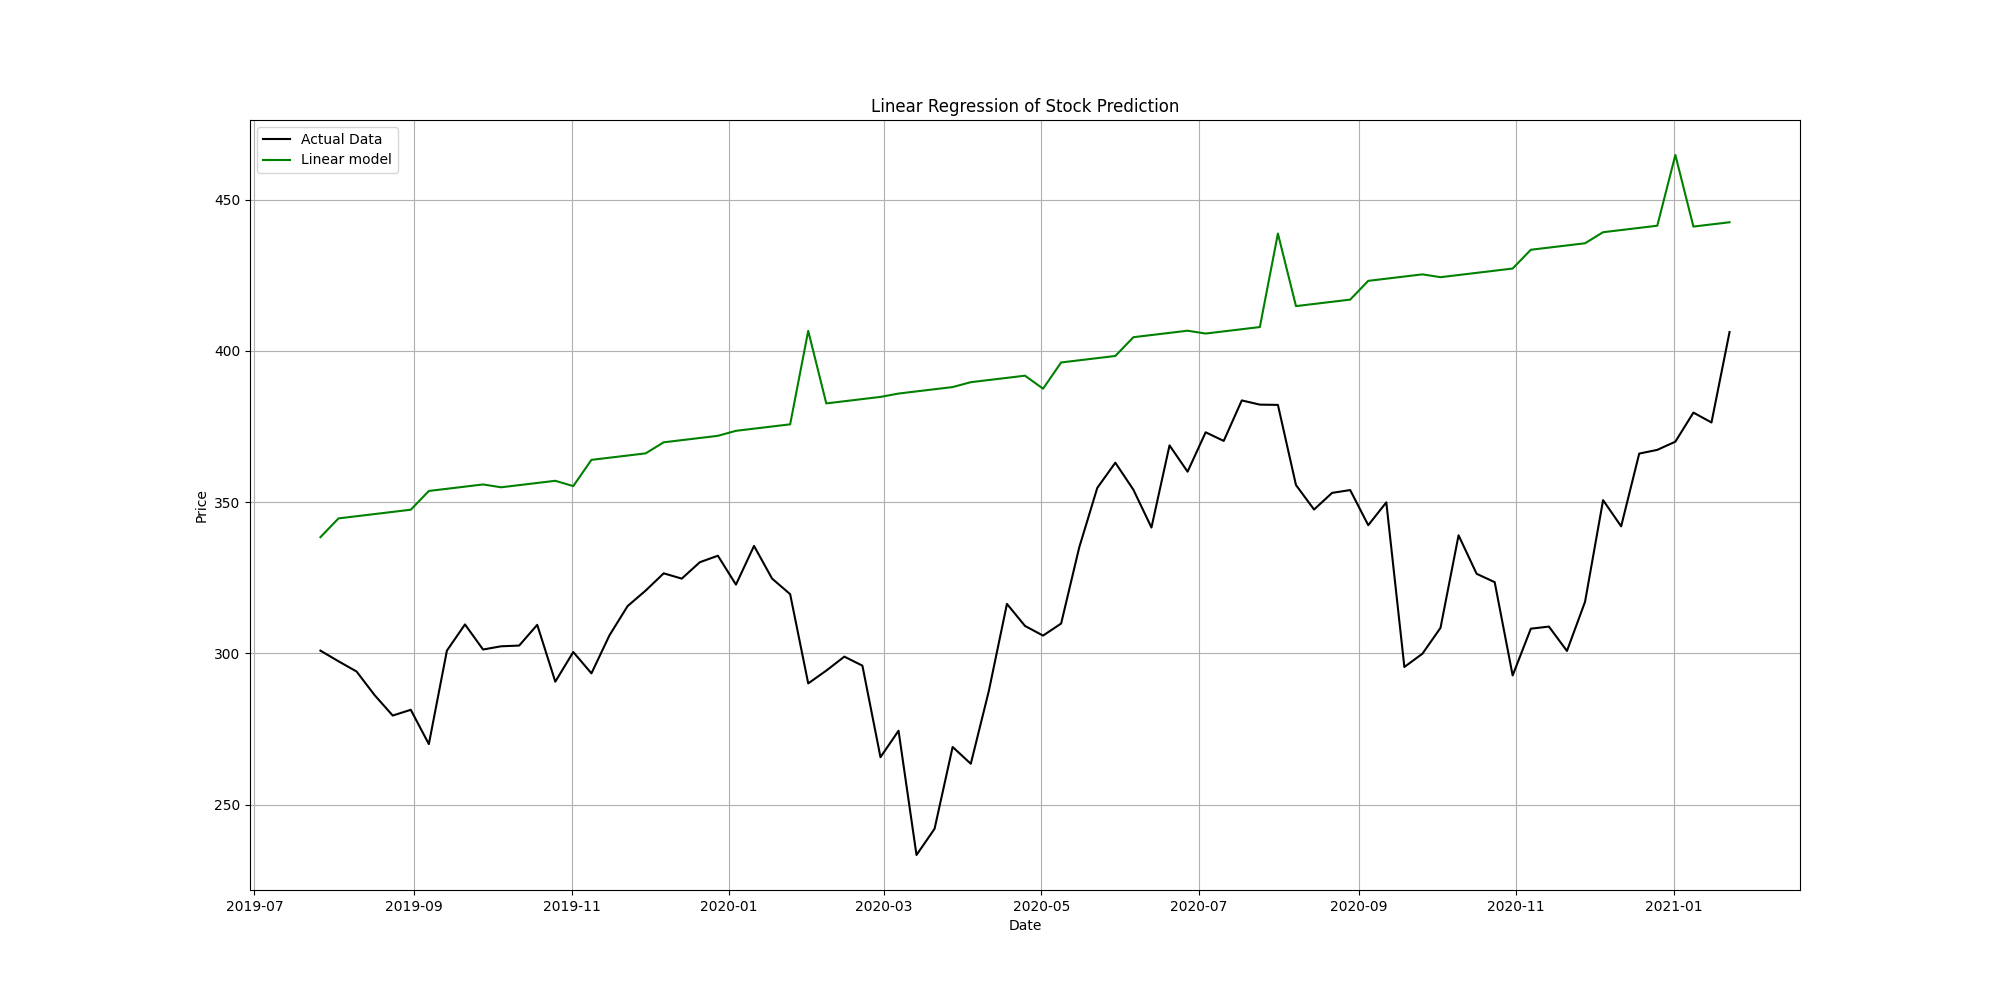 Linear Regression of Stock Prediction
Actual Data
Linear model
450
400
350
300
250
Price
2019-07 2019-09 2019-11 2020-01 2020-03 2020-05 2020-07 2020-09 2020-11 2021-01
Date